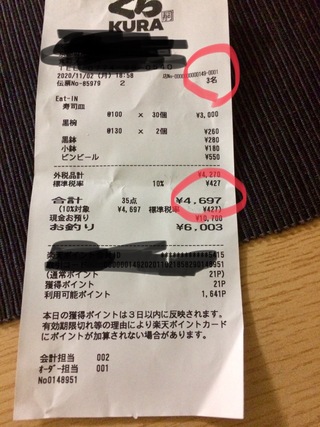 くら
KURA
2020/11/02 (月) 18:58
伝票No-85979 2 3名
Eat-IN
寿司皿
@100 × 30個 ¥3,000
黒椀
@130 × 2個 ¥260
黒鉢 ¥280
小鉢 ¥180
ビンビール ¥550
外税品計 ¥4,270
標準税率 10% ¥427
合計 35点 ¥4,697
(10%対象 ¥4,697 標準税率 ¥427)
現金お預り ¥10,700
お釣り ¥6,003
(通常ポイント 21P)
獲得ポイント 21P
利用可能ポイント 1,641P
本日の獲得ポイントは3日以内に反映されます。
有効期限切れ等の理由により楽天ポイントカード
にポイントが加算されない場合があります。
会計担当 002
オーダー担当 001
No0148951